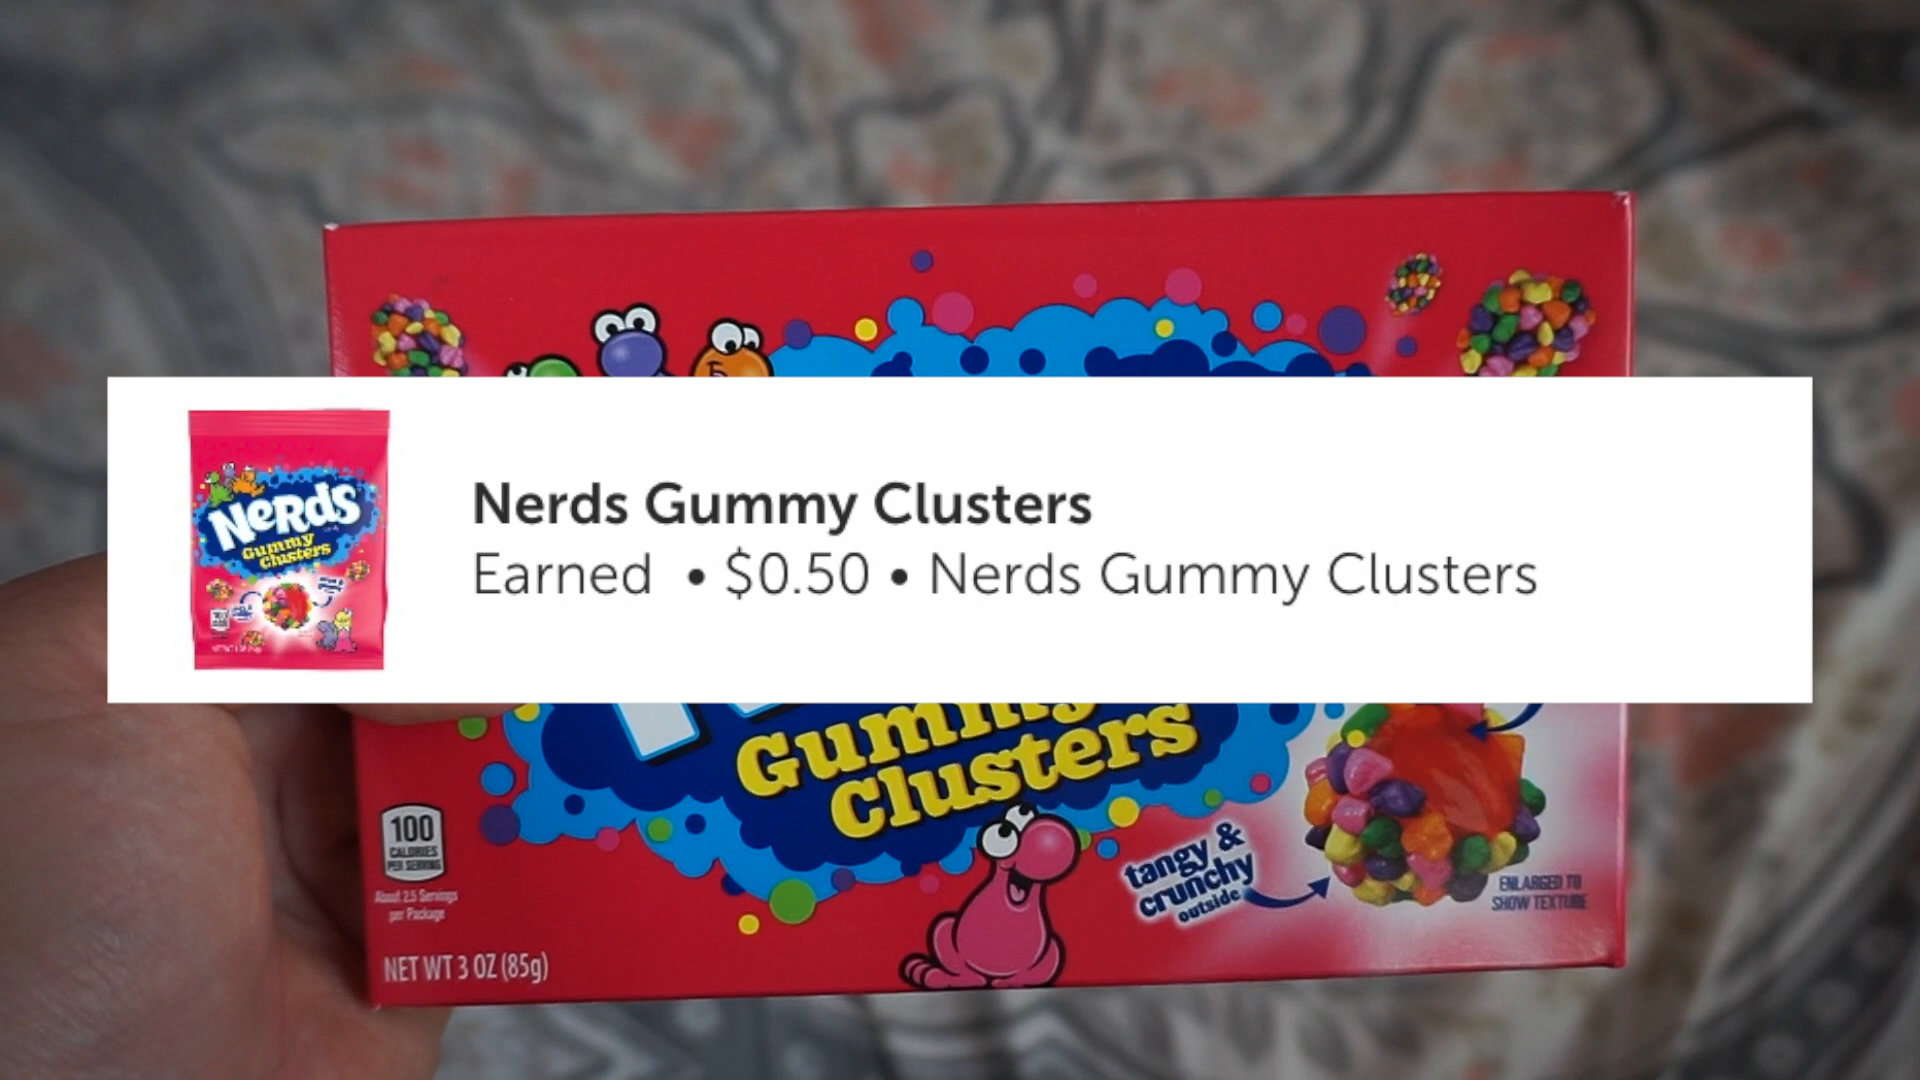 NERDS
Gummy
Clusters
Nerds Gummy Clusters
Earned • $0.50 • Nerds Gummy Clusters
Gummy
Clusters
100
CALORIES
PER SERVING
About 2.5 Servings
per Package
NET WT 3 OZ (85g)
tangy &
crunchy
outside
ENLARGED TO
SHOW TEXTURE